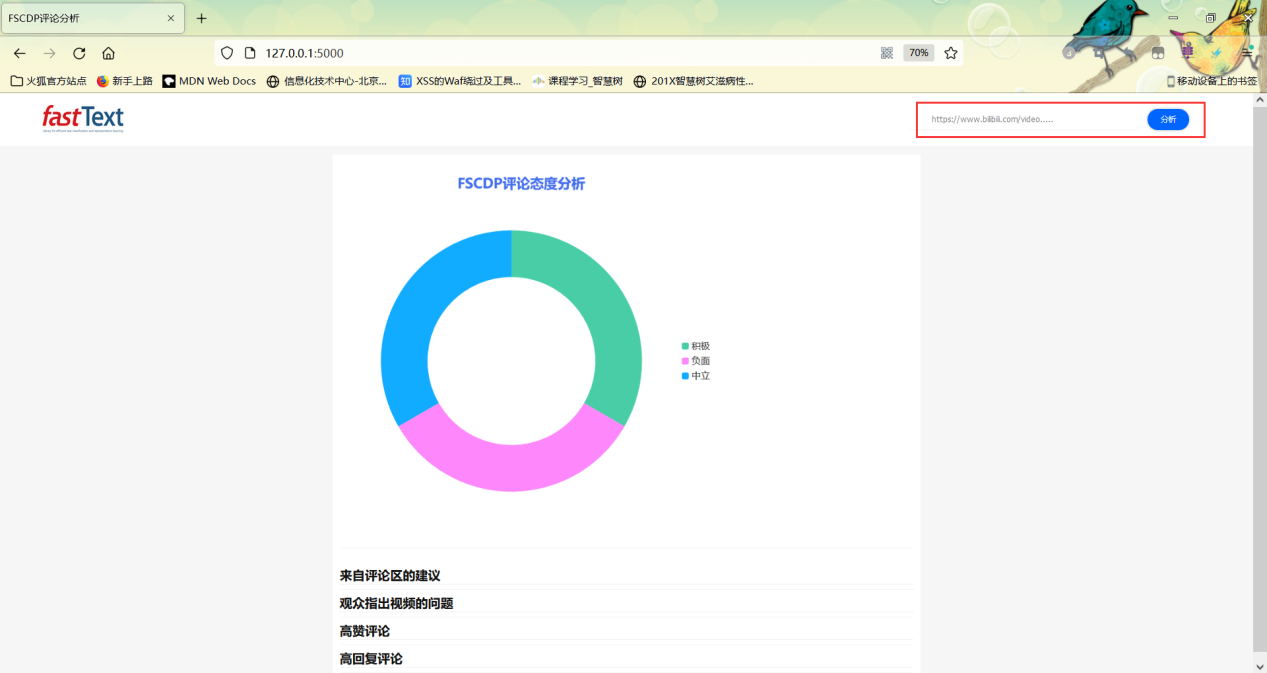 FSCDP评论分析
127.0.0.1:5000
70%
火狐官方站点 新手上路 MDN Web Docs 信息化技术中心-北京... 知 XSS的Waf绕过及工具... 课程学习_智慧树 201X智慧树艾滋病性... 移动设备上的书签
fastText
https://www.bilibili.com/video.....
分析
FSCDP评论态度分析
积极
负面
中立
来自评论区的建议
观众指出视频的问题
高赞评论
高回复评论